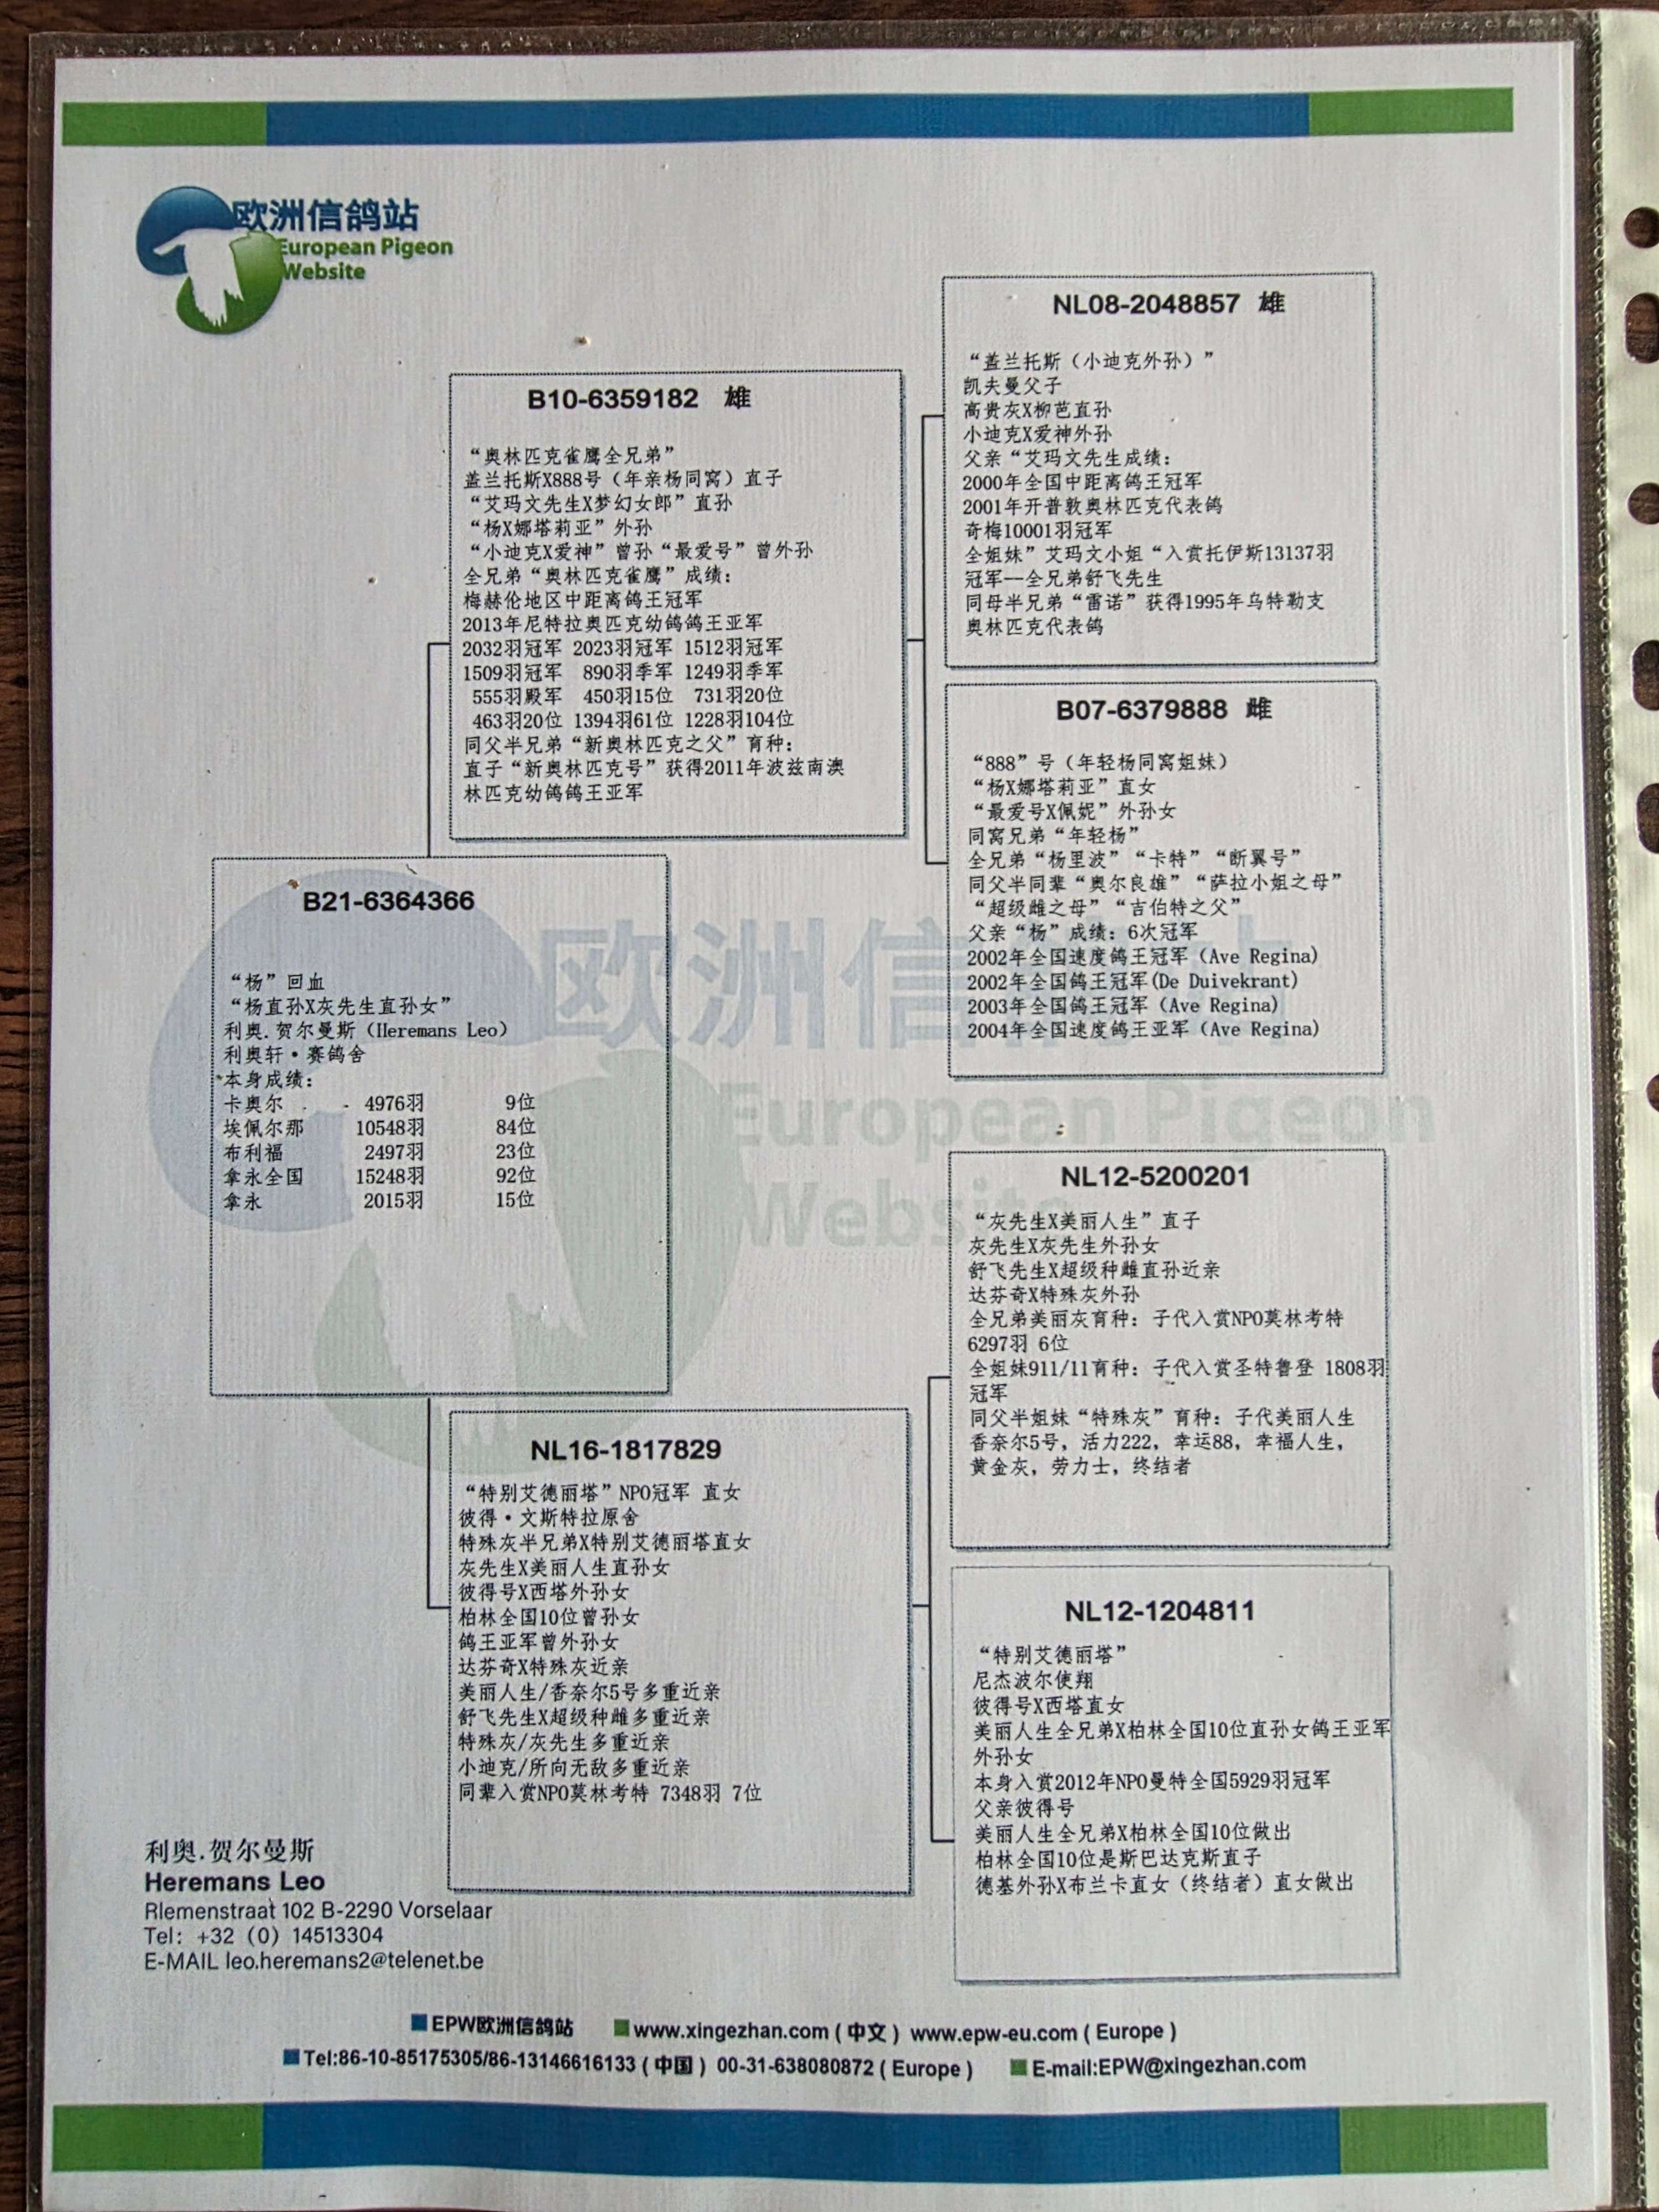 欧洲信鸽站
European Pigeon
Website
NL08-2048857 雄
“盖兰托斯（小迪克外孙）”
凯夫曼父子
高贵灰X柳芭直孙
小迪克X爱神外孙
父亲“艾玛文先生成绩：
2000年全国中距离鸽王冠军
2001年开普敦奥林匹克代表鸽
奇梅10001羽冠军
全姐妹”艾玛文小姐“入赏托伊斯13137羽
冠军—全兄弟舒飞先生
同母半兄弟“雷诺”获得1995年乌特勒支
奥林匹克代表鸽
B10-6359182 雄
“奥林匹克雀鹰全兄弟”
盖兰托斯X888号（年亲杨同窝）直子
“艾玛文先生X梦幻女郎”直孙
“杨X娜塔莉亚”外孙
“小迪克X爱神”曾孙“最爱号”曾外孙
全兄弟“奥林匹克雀鹰”成绩：
梅赫伦地区中距离鸽王冠军
2013年尼特拉奥匹克幼鸽鸽王亚军
2032羽冠军 2023羽冠军 1512羽冠军
1509羽冠军 890羽季军 1249羽季军
555羽殿军 450羽15位 731羽20位
463羽20位 1394羽61位 1228羽104位
同父半兄弟“新奥林匹克之父”育种：
直子“新奥林匹克号”获得2011年波兹南澳
林匹克幼鸽鸽王亚军
B07-6379888 雌
“888”号（年轻杨同窝姐妹）
“杨X娜塔莉亚”直女
“最爱号X佩妮”外孙女
同窝兄弟“年轻杨”
全兄弟“杨里波”“卡特”“断翼号”
同父半同辈“奥尔良雄”“萨拉小姐之母”
“超级雌之母”“吉伯特之父”
父亲“杨”成绩：6次冠军
2002年全国速度鸽王冠军（Ave Regina)
2002年全国鸽王冠军(De Duivekrant)
2003年全国鸽王冠军（Ave Regina)
2004年全国速度鸽王亚军（Ave Regina)
B21-6364366
“杨”回血
“杨直孙X灰先生直孙女”
利奥.贺尔曼斯（Heremans Leo）
利奥轩·赛鸽舍
本身成绩：
卡奥尔 4976羽 9位
埃佩尔那 10548羽 84位
布利福 2497羽 23位
拿永全国 15248羽 92位
拿永 2015羽 15位
NL12-5200201
“灰先生X美丽人生”直子
灰先生X灰先生外孙女
舒飞先生X超级种雌直孙近亲
达芬奇X特殊灰外孙
全兄弟美丽灰育种：子代入赏NPO莫林考特
6297羽 6位
全姐妹911/11育种：子代入赏圣特鲁登 1808羽
冠军
同父半姐妹“特殊灰”育种：子代美丽人生
香奈尔5号，活力222，幸运88，幸福人生，
黄金灰，劳力士，终结者
NL16-1817829
“特别艾德丽塔”NPO冠军 直女
彼得·文斯特拉原舍
特殊灰半兄弟X特别艾德丽塔直女
灰先生X美丽人生直孙女
彼得号X西塔外孙女
柏林全国10位曾孙女
鸽王亚军曾外孙女
达芬奇X特殊灰近亲
美丽人生/香奈尔5号多重近亲
舒飞先生X超级种雌多重近亲
特殊灰/灰先生多重近亲
小迪克/所向无敌多重近亲
同辈入赏NPO莫林考特 7348羽 7位
NL12-1204811
“特别艾德丽塔”
尼杰波尔使翔
彼得号X西塔直女
美丽人生全兄弟X柏林全国10位直孙女鸽王亚军
外孙女
本身入赏2012年NPO曼特全国5929羽冠军
父亲彼得号
美丽人生全兄弟X柏林全国10位做出
柏林全国10位是斯巴达克斯直子
德基外孙X布兰卡直女（终结者）直女做出
利奥.贺尔曼斯
Heremans Leo
Rlemenstraat 102 B-2290 Vorselaar
Tel: +32 (0) 14513304
E-MAIL leo.heremans2@telenet.be
EPW欧洲信鸽站 www.xingezhan.com ( 中文 ) www.epw-eu.com ( Europe )
Tel:86-10-85175305/86-13146616133 ( 中国 ) 00-31-638080872 ( Europe ) E-mail:EPW@xingezhan.com